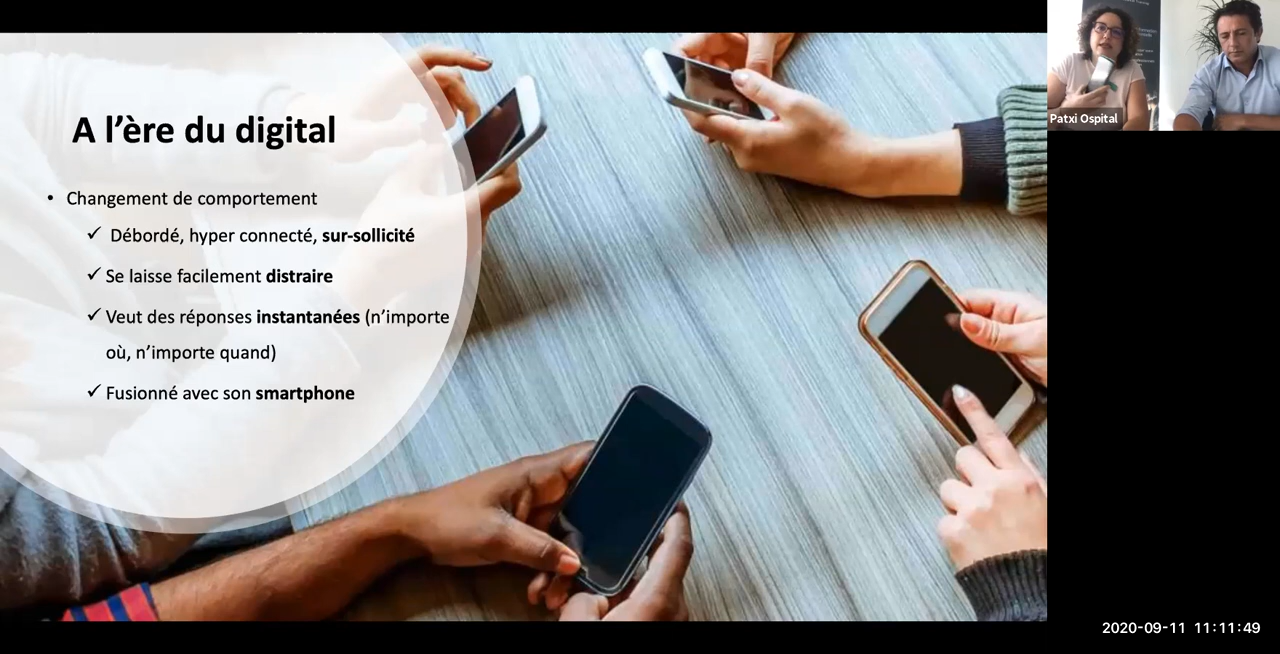 A l’ère du digital
• Changement de comportement
✓ Débordé, hyper connecté, sur-sollicité
✓ Se laisse facilement distraire
✓ Veut des réponses instantanées (n’importe
où, n’importe quand)
✓ Fusionné avec son smartphone
Patxi Ospital
2020-09-11 11:11:49